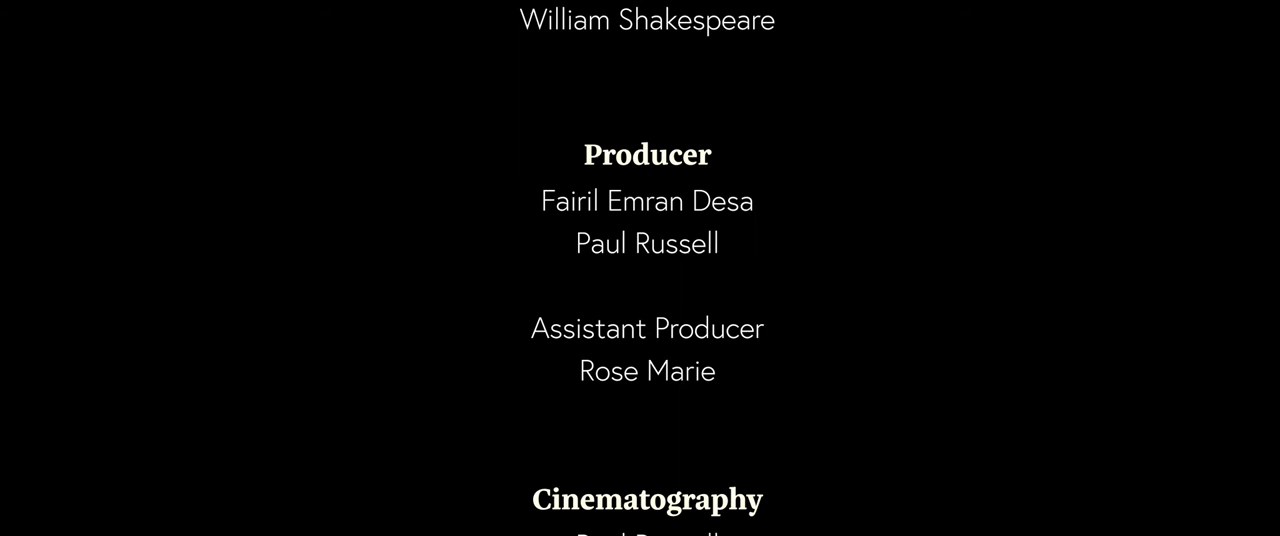 William Shakespeare
Producer
Fairil Emran Desa
Paul Russell
Assistant Producer
Rose Marie
Cinematography